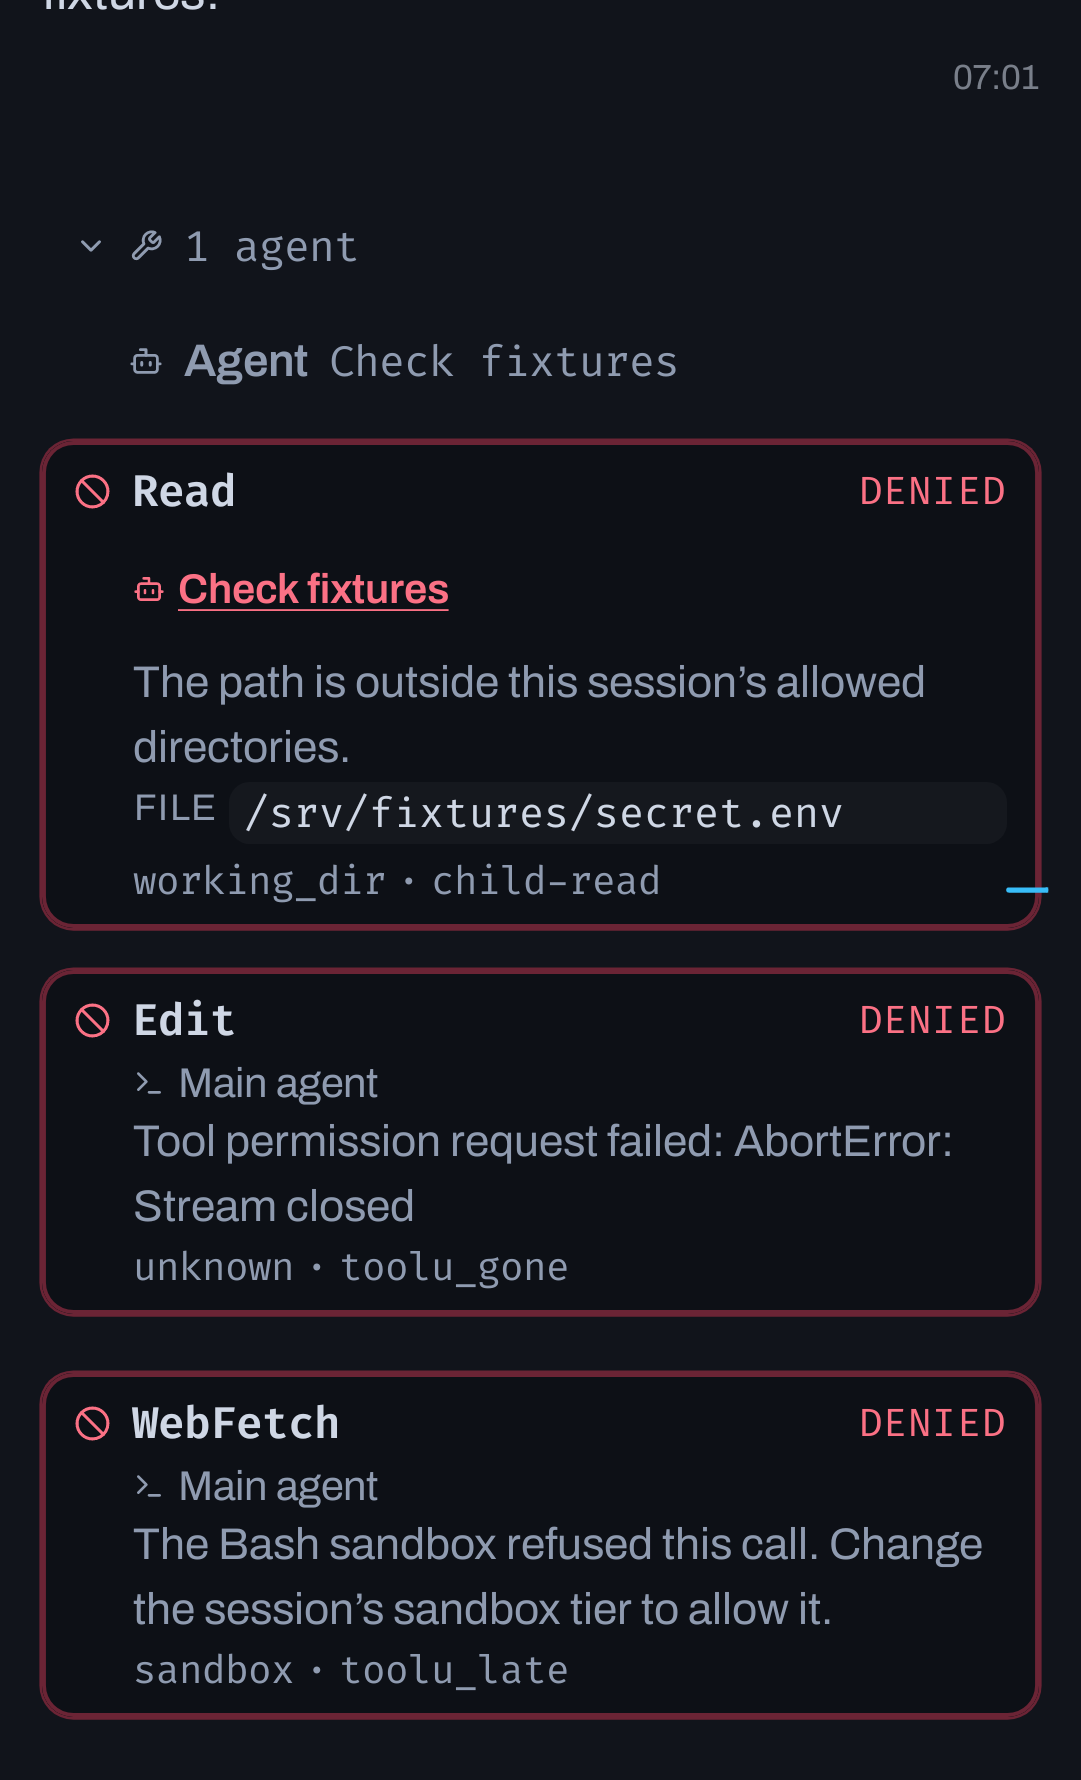 fixtures.
07:01
1 agent
Agent Check fixtures
Read DENIED
Check fixtures
The path is outside this session’s allowed
directories.
FILE /srv/fixtures/secret.env
working_dir · child-read
Edit DENIED
Main agent
Tool permission request failed: AbortError:
Stream closed
unknown · toolu_gone
WebFetch DENIED
Main agent
The Bash sandbox refused this call. Change
the session’s sandbox tier to allow it.
sandbox · toolu_late